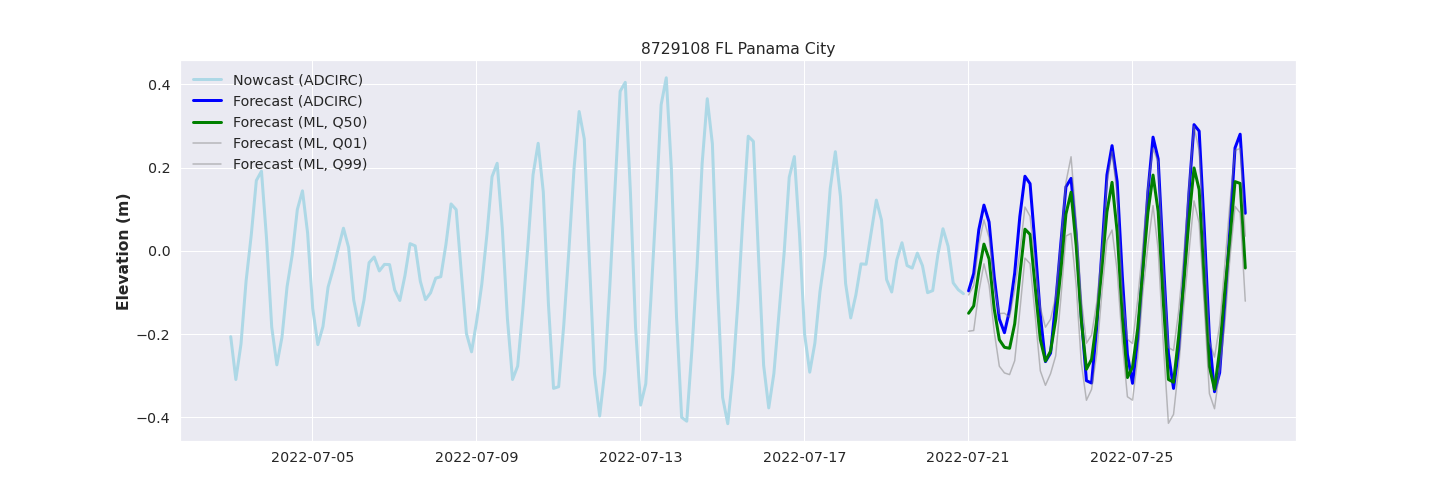 8729108 FL Panama City
Nowcast (ADCIRC)
Forecast (ADCIRC)
Forecast (ML, Q50)
Forecast (ML, Q01)
Forecast (ML, Q99)
Elevation (m)
0.4
0.2
0.0
−0.2
−0.4
2022-07-05
2022-07-09
2022-07-13
2022-07-17
2022-07-21
2022-07-25